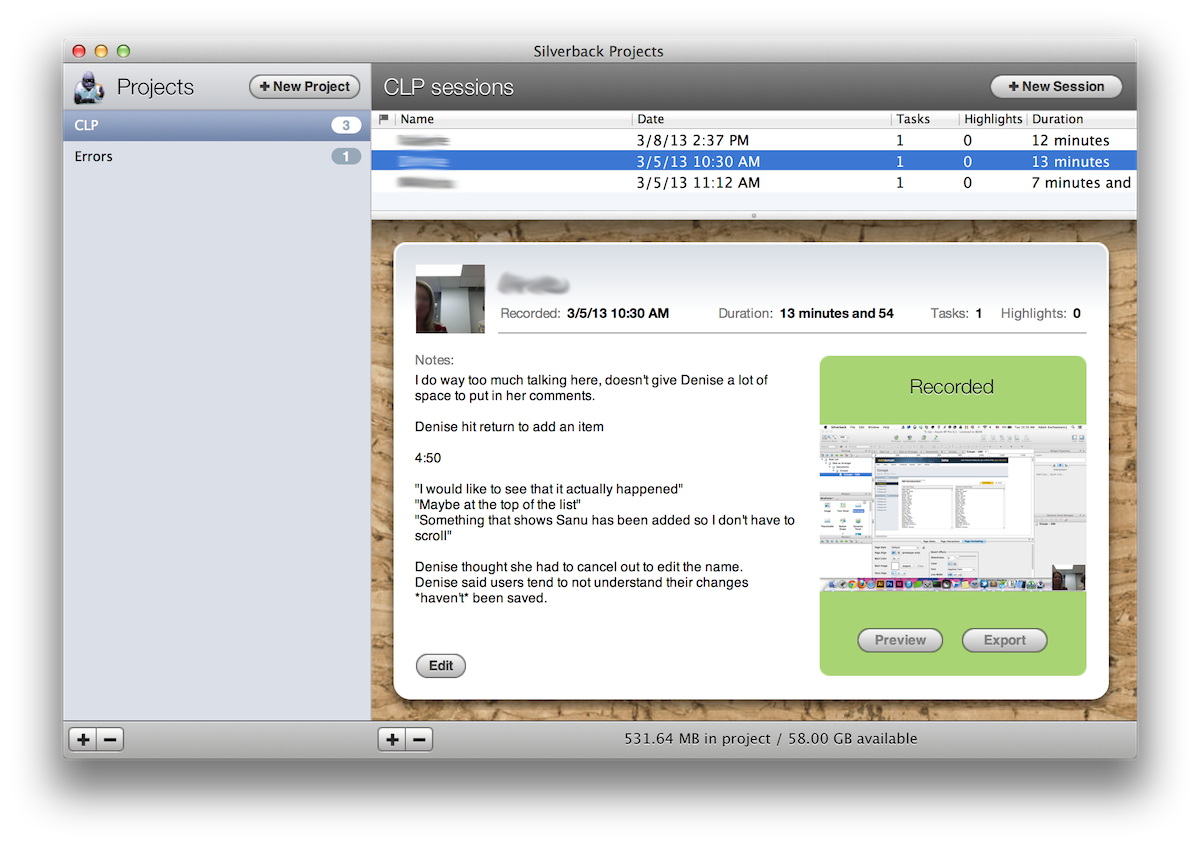 Silverback Projects
Projects
+ New Project
CLP sessions
+ New Session
CLP 3
Errors 1
Name Date Tasks Highlights Duration
3/8/13 2:37 PM 1 0 12 minutes
3/5/13 10:30 AM 1 0 13 minutes
3/5/13 11:12 AM 1 0 7 minutes and
Recorded: 3/5/13 10:30 AM Duration: 13 minutes and 54 Tasks: 1 Highlights: 0
Notes:
I do way too much talking here, doesn't give Denise a lot of
space to put in her comments.
Denise hit return to add an item
4:50
"I would like to see that it actually happened"
"Maybe at the top of the list"
"Something that shows Sanu has been added so I don't have to
scroll"
Denise thought she had to cancel out to edit the name.
Denise said users tend to not understand their changes
*haven't* been saved.
Edit
Recorded
Preview
Export
531.64 MB in project / 58.00 GB available